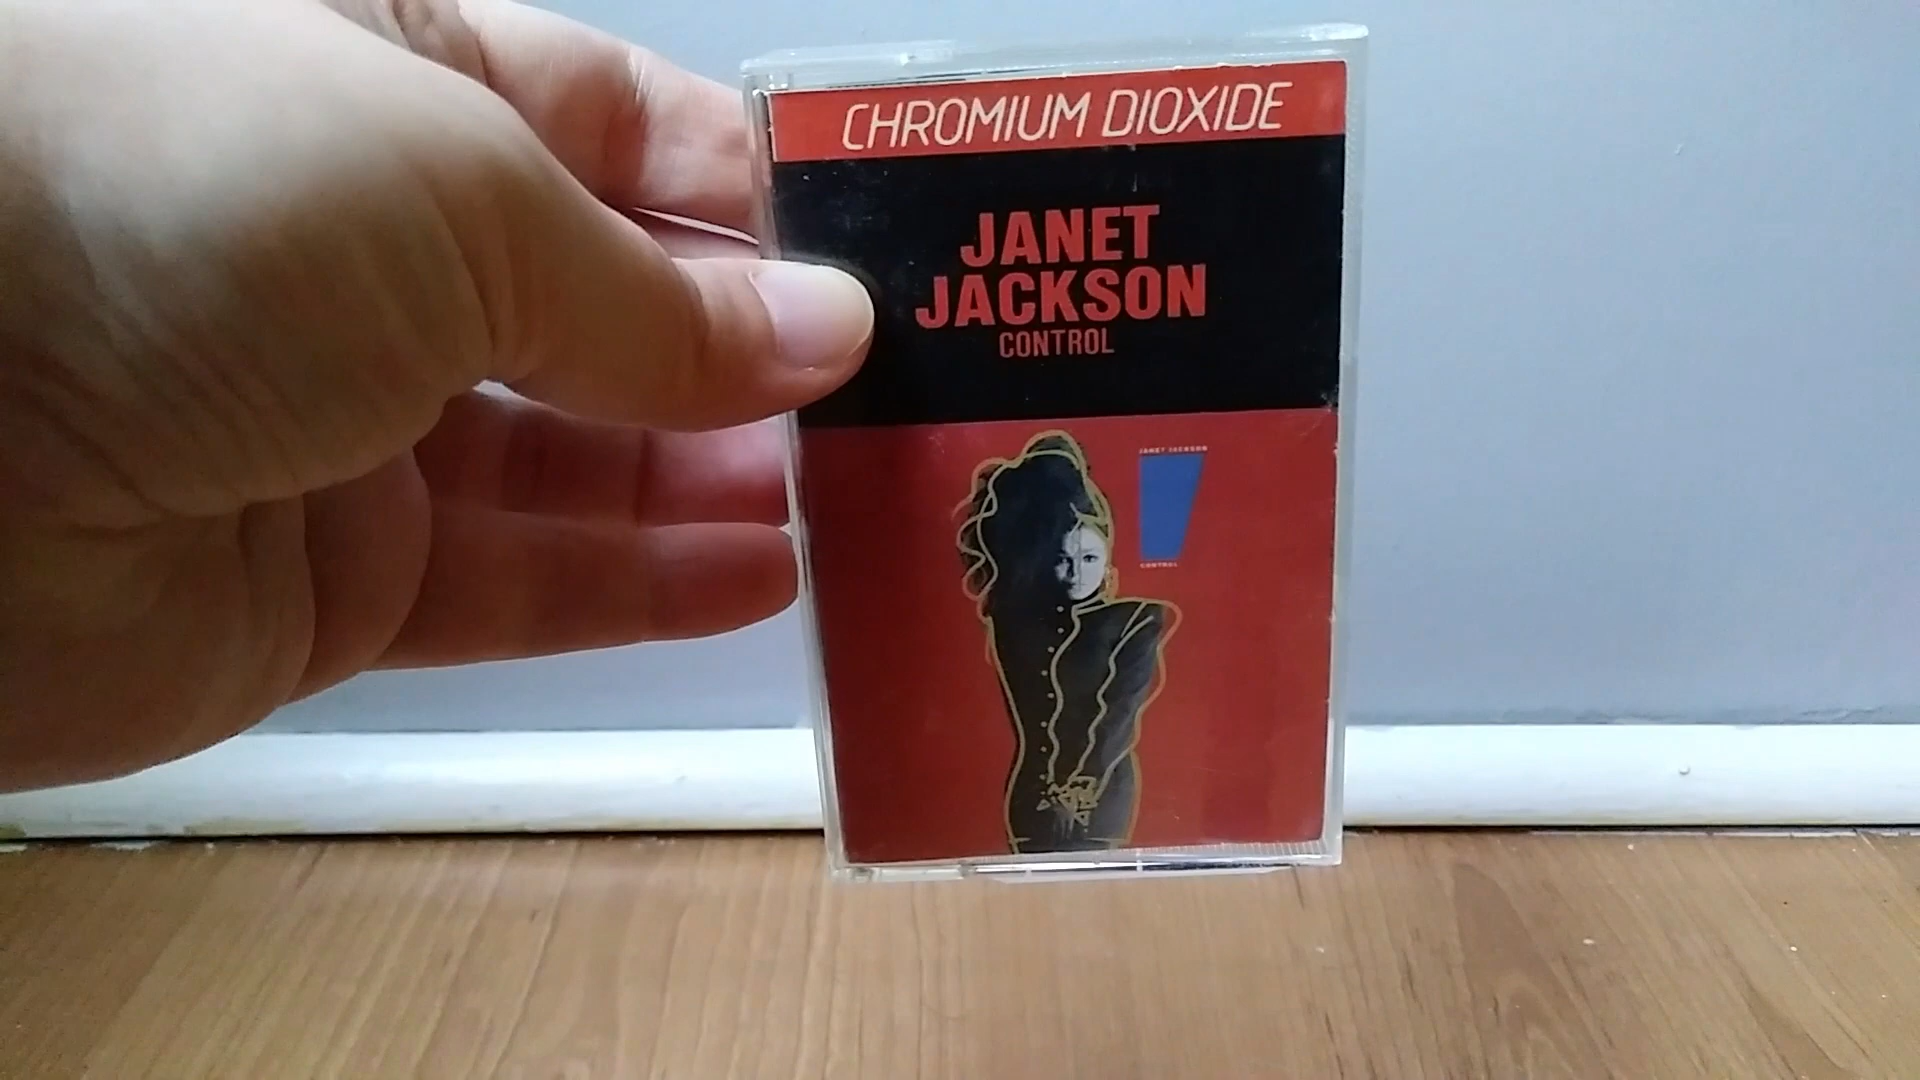 CHROMIUM DIOXIDE
JANET
JACKSON
CONTROL
JANET JACKSON
CONTROL